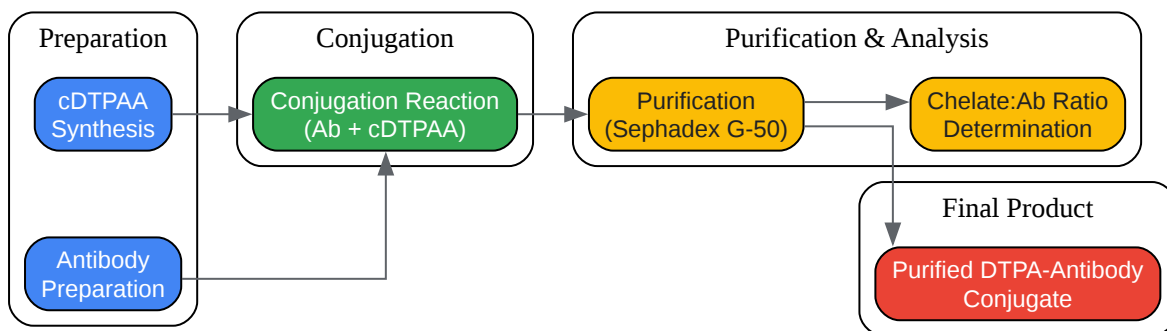 Preparation
cDTPAA
Synthesis
Antibody
Preparation
Conjugation
Conjugation Reaction
(Ab + cDTPAA)
Purification & Analysis
Purification
(Sephadex G-50)
Chelate:Ab Ratio
Determination
Final Product
Purified DTPA-Antibody
Conjugate